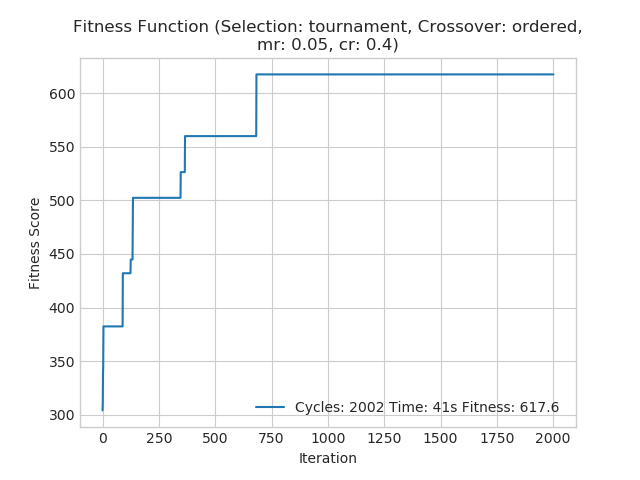 Fitness Function (Selection: tournament, Crossover: ordered,
mr: 0.05, cr: 0.4)
600
550
500
450
400
350
300
Fitness Score
Cycles: 2002 Time: 41s Fitness: 617.6
0 250 500 750 1000 1250 1500 1750 2000
Iteration